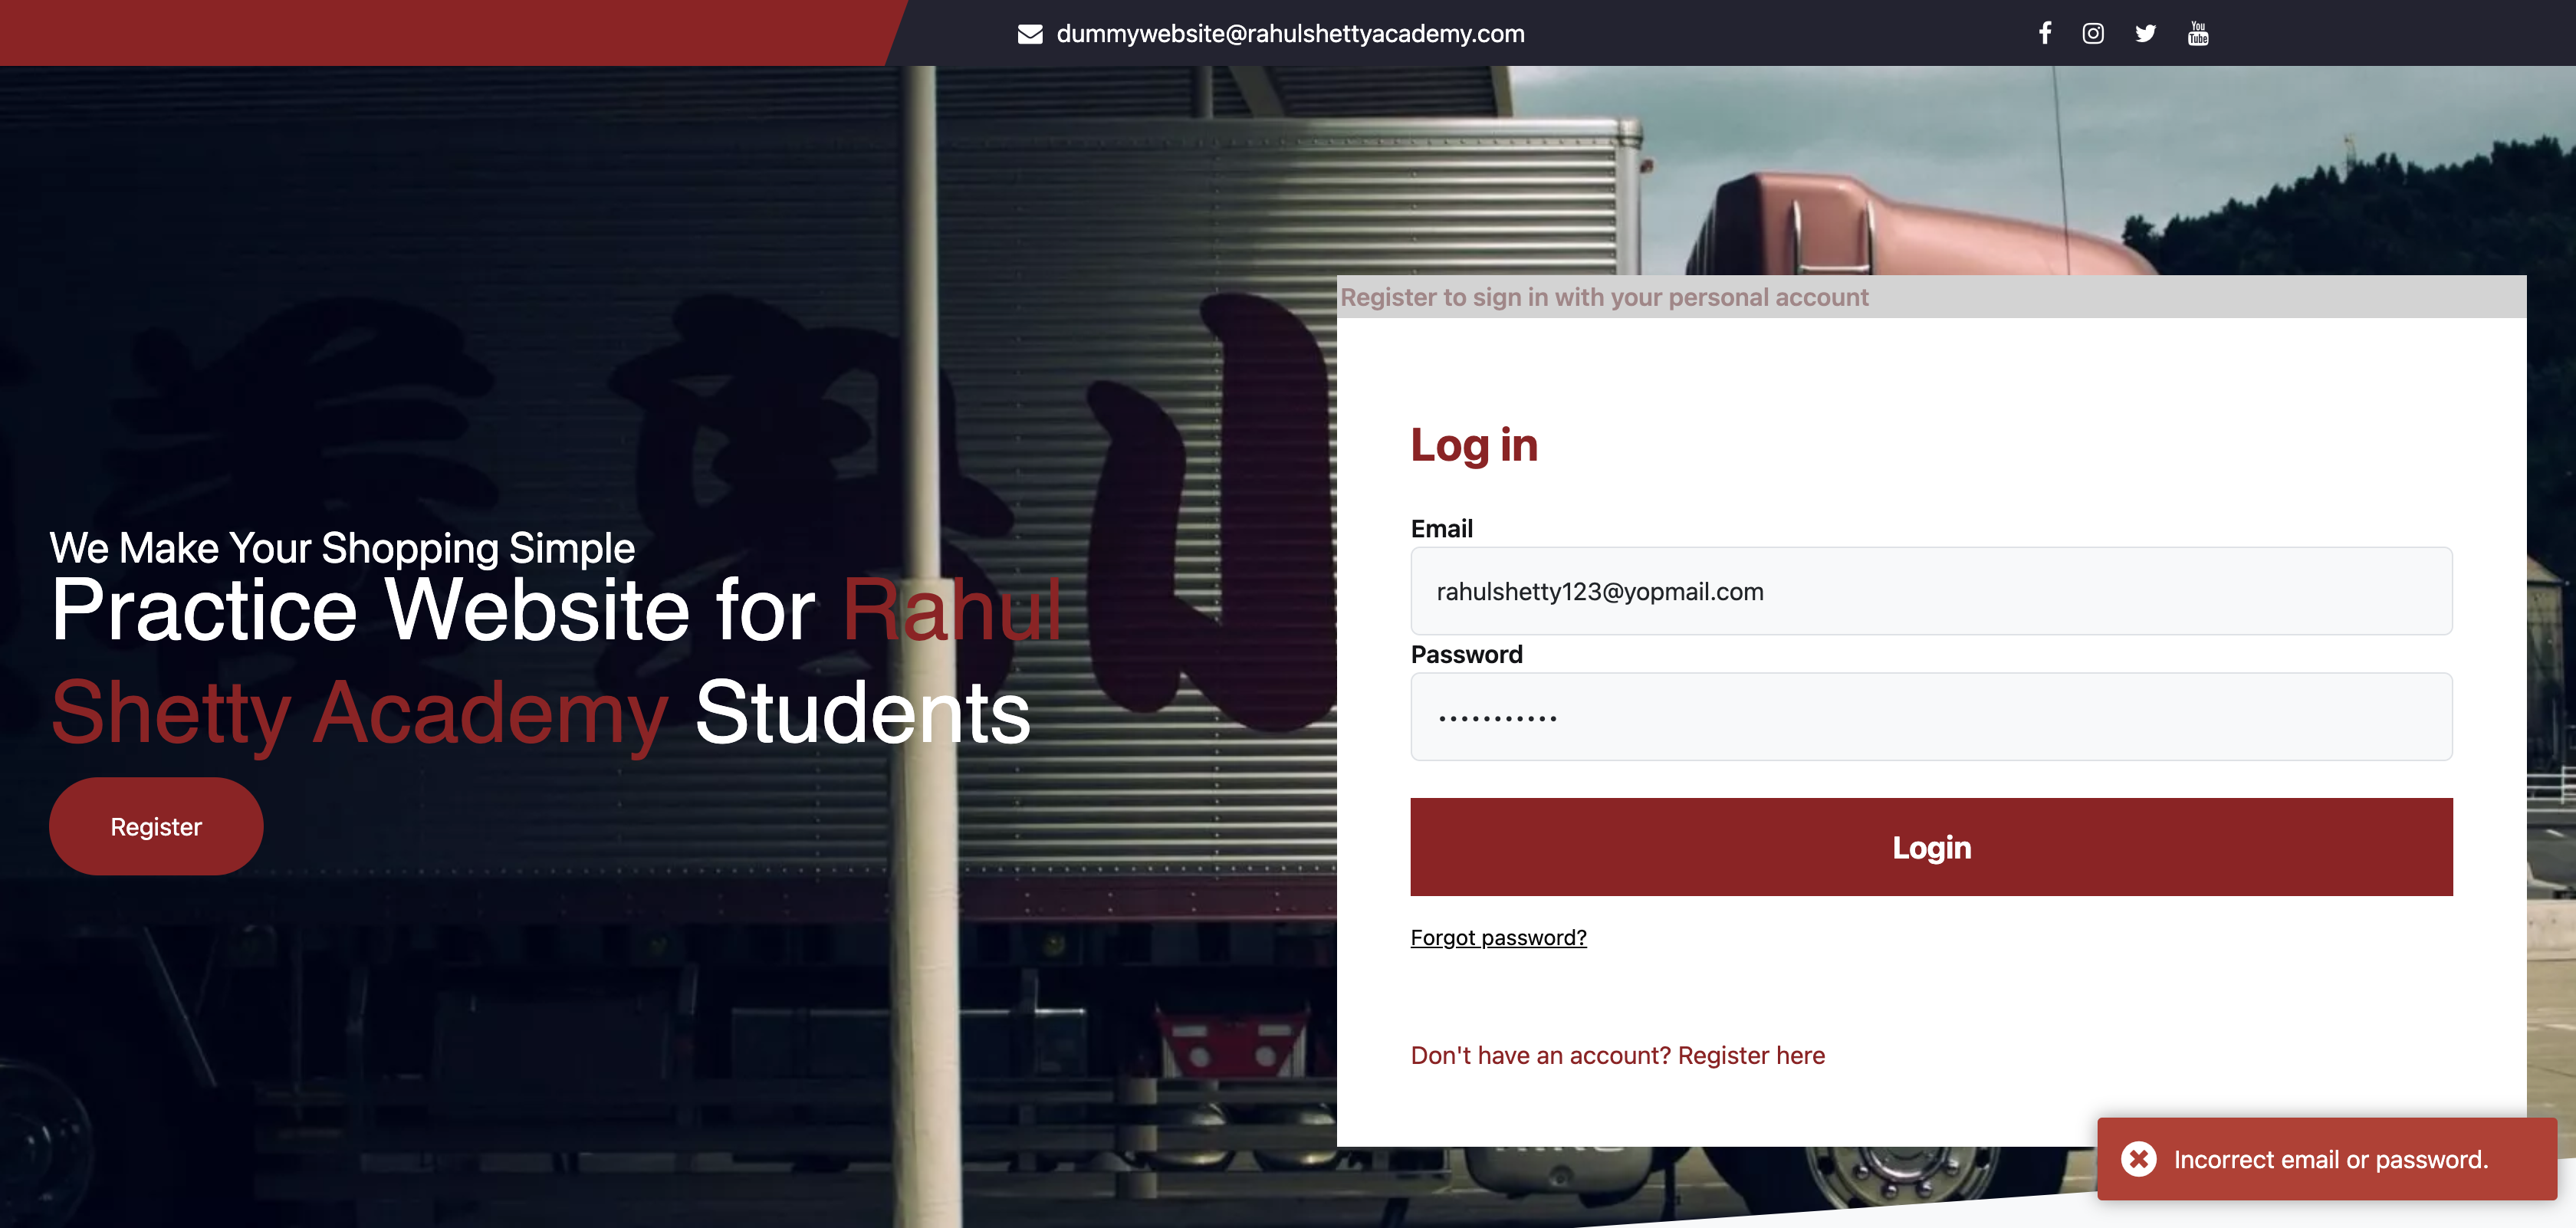 dummywebsite@rahulshettyacademy.com
You
Tube
We Make Your Shopping Simple
Practice Website for Rahul
Shetty Academy Students
Register
Register to sign in with your personal account
Log in
Email
rahulshetty123@yopmail.com
Password
•••••••••••
Login
Forgot password?
Don't have an account? Register here
Incorrect email or password.